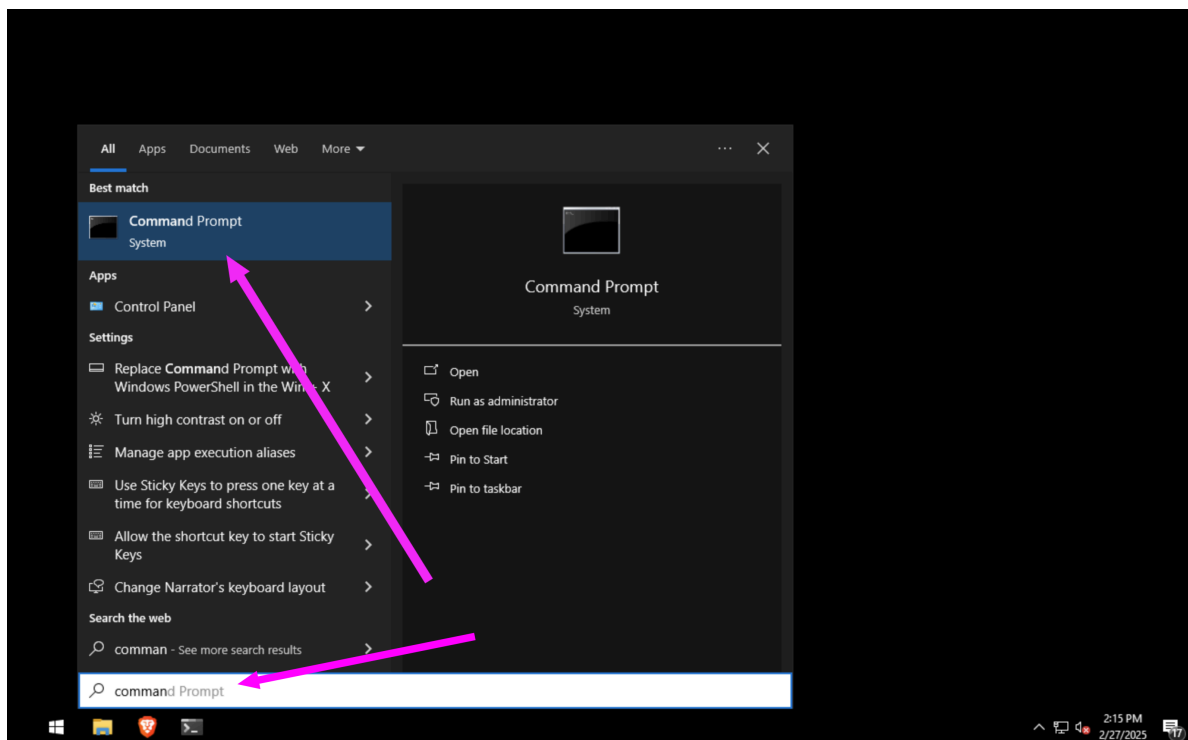 All Apps Documents Web More
Best match
Command Prompt
System
Apps
Control Panel
Settings
Replace Command Prompt with
Windows PowerShell in the Win + X
Turn high contrast on or off
Manage app execution aliases
Use Sticky Keys to press one key at a
time for keyboard shortcuts
Allow the shortcut key to start Sticky
Keys
Change Narrator's keyboard layout
Search the web
comman - See more search results
command Prompt
Command Prompt
System
Open
Run as administrator
Open file location
Pin to Start
Pin to taskbar
2:15 PM
2/27/2025
17